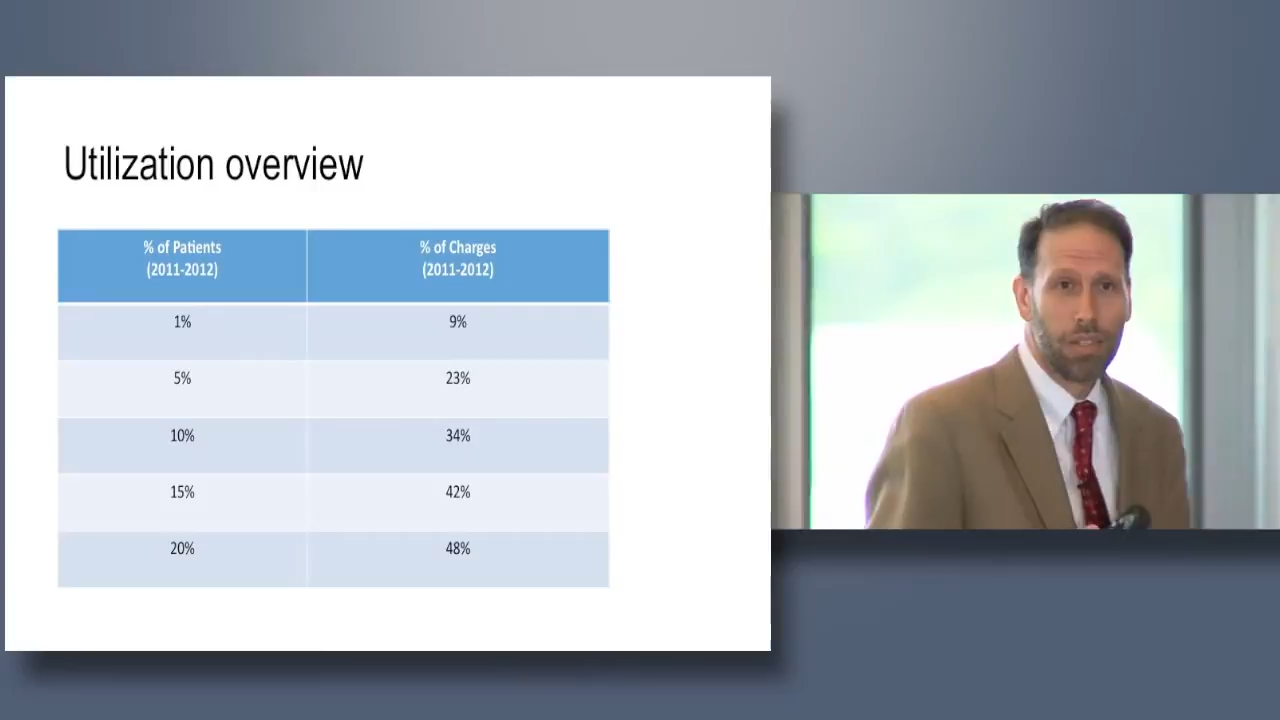 Utilization overview
% of Patients
(2011-2012)
% of Charges
(2011-2012)
1% 9%
5% 23%
10% 34%
15% 42%
20% 48%